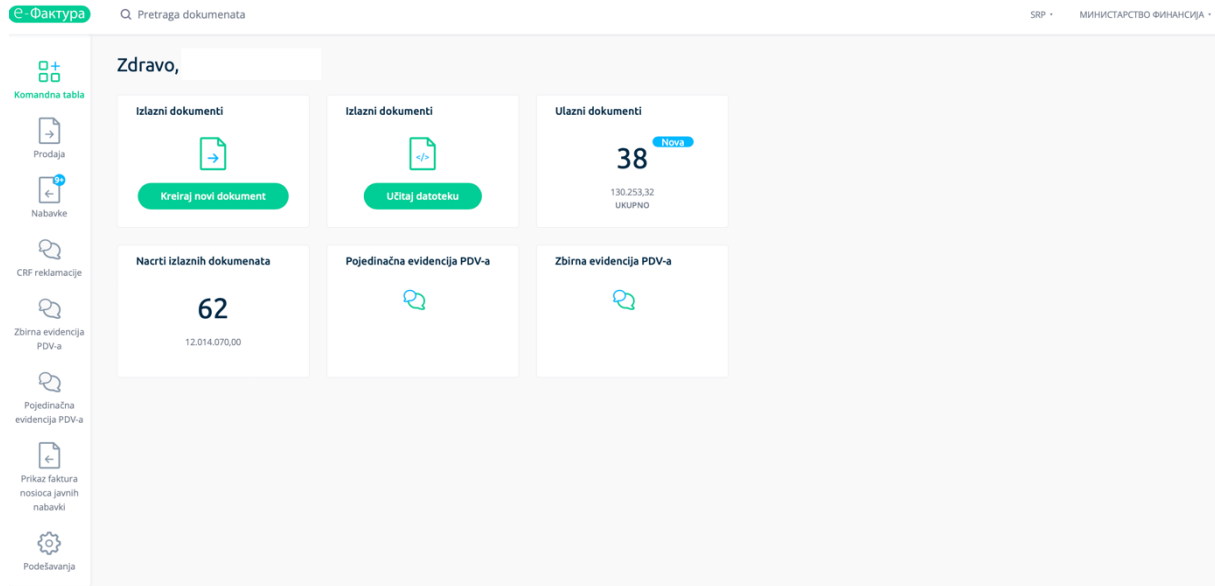 е-Фактура
Pretraga dokumenata
SRP
МИНИСТАРСТВО ФИНАНСИЈА
Komandna tabla
Prodaja
9+
Nabavke
CRF reklamacije
Zbirna evidencija
PDV-a
Pojedinačna
evidencija PDV-a
Prikaz faktura
nosioca javnih
nabavki
Podešavanja
Zdravo,
Izlazni dokumenti
Kreiraj novi dokument
Izlazni dokumenti
</>
Učitaj datoteku
Ulazni dokumenti
Nova
38
130.253,32
UKUPNO
Nacrti izlaznih dokumenata
62
12.014.070,00
Pojedinačna evidencija PDV-a
Zbirna evidencija PDV-a